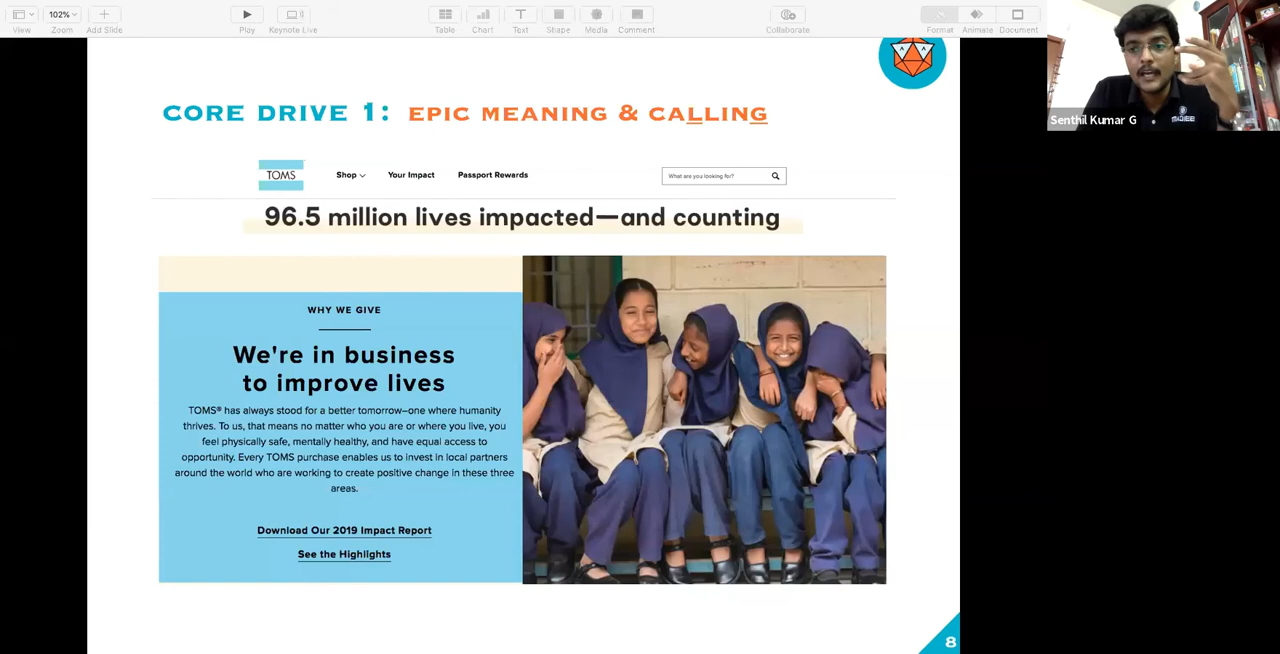 102%
View
Zoom
Add Slide
Play
Keynote Live
Table
Chart
Text
Shape
Media
Comment
Collaborate
Format
Animate
Document
Senthil Kumar G
CORE DRIVE 1: EPIC MEANING & CALLING
TOMS
Shop
Your Impact
Passport Rewards
What are you looking for?
96.5 million lives impacted—and counting
WHY WE GIVE
We're in business
to improve lives
TOMS® has always stood for a better tomorrow–one where humanity
thrives. To us, that means no matter who you are or where you live, you
feel physically safe, mentally healthy, and have equal access to
opportunity. Every TOMS purchase enables us to invest in local partners
around the world who are working to create positive change in these three
areas.
Download Our 2019 Impact Report
See the Highlights
8